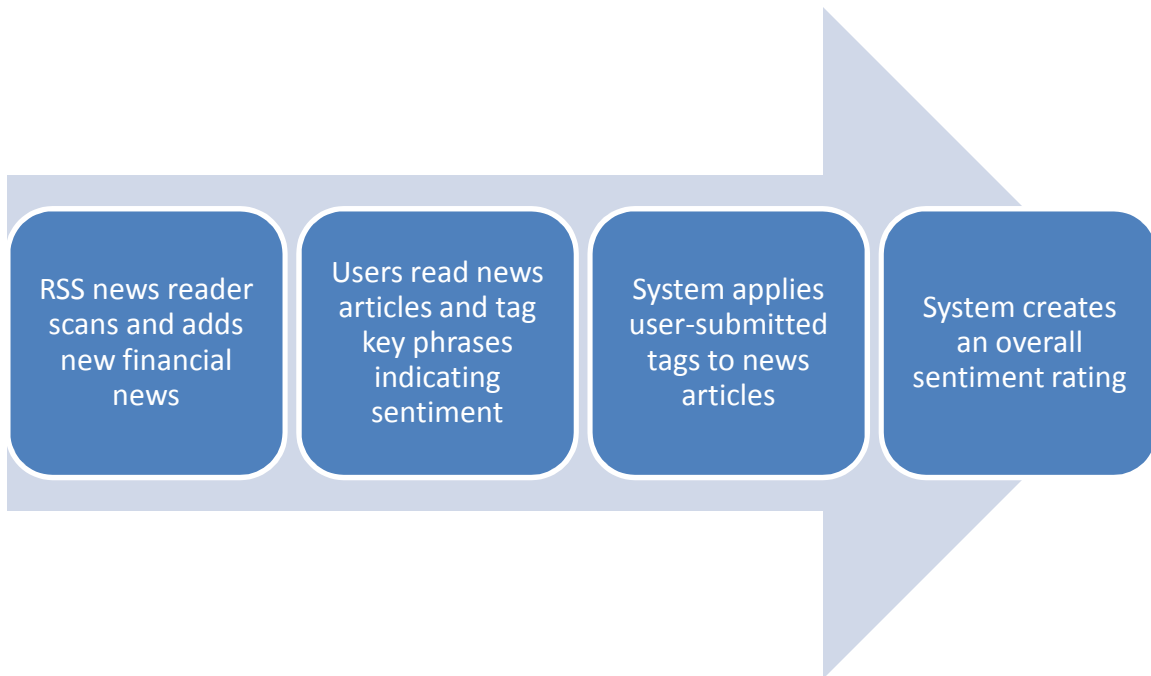 RSS news reader
scans and adds
new financial
news
Users read news
articles and tag
key phrases
indicating
sentiment
System applies
user-submitted
tags to news
articles
System creates
an overall
sentiment rating